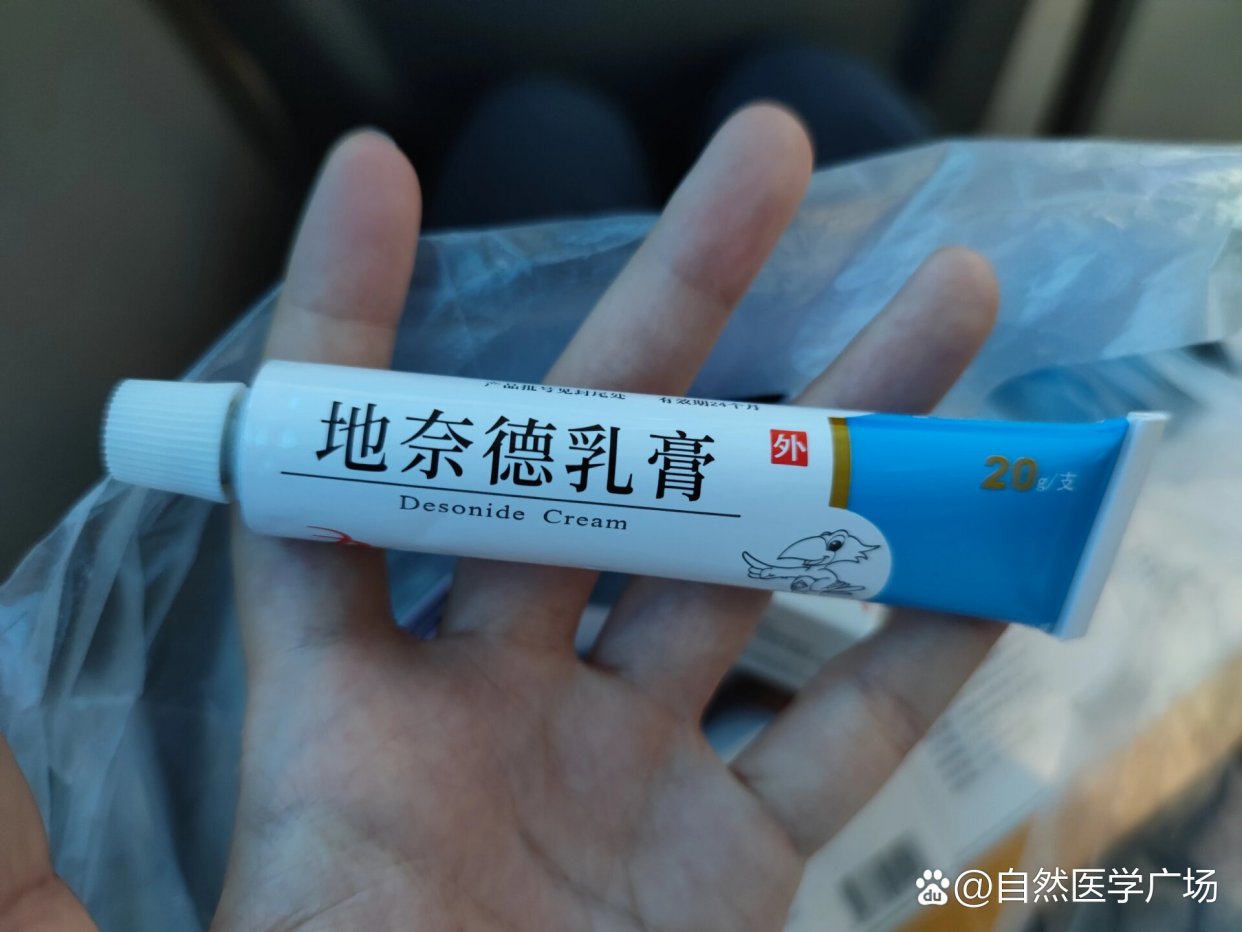 产品批号见封尾处 有效期24个月
地奈德乳膏
外
20g/支
Desonide Cream
du @自然医学广场